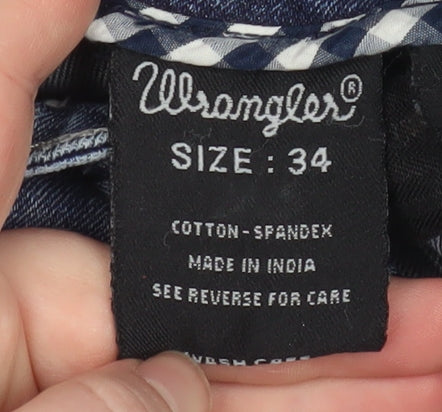 Wrangler®
SIZE : 34
COTTON-SPANDEX
MADE IN INDIA
SEE REVERSE FOR CARE